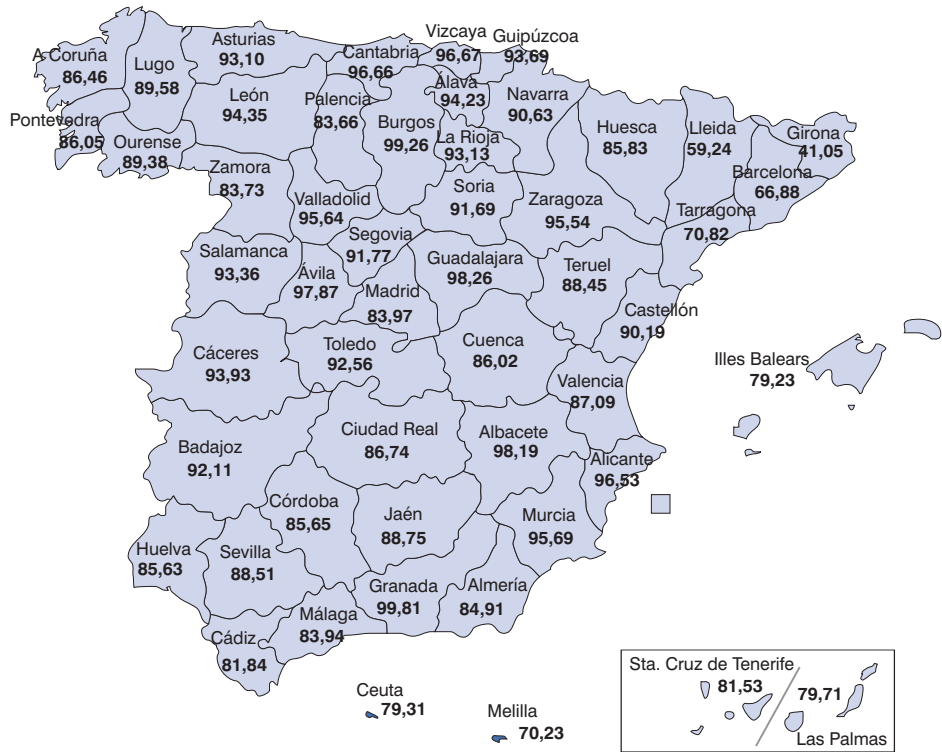 A Coruña
86,46
Lugo
89,58
Asturias
93,10
Cantabria
96,66
Vizcaya
96,67
Guipúzcoa
93,69
Pontevedra
86,05
Ourense
89,38
León
94,35
Palencia
83,66
Burgos
99,26
Álava
94,23
La Rioja
93,13
Navarra
90,63
Huesca
85,83
Lleida
59,24
Girona
41,05
Barcelona
66,88
Tarragona
70,82
Zamora
83,73
Valladolid
95,64
Soria
91,69
Zaragoza
95,54
Segovia
91,77
Salamanca
93,36
Ávila
97,87
Madrid
83,97
Guadalajara
98,26
Teruel
88,45
Castellón
90,19
Cáceres
93,93
Toledo
92,56
Cuenca
86,02
Valencia
87,09
Illes Balears
79,23
Badajoz
92,11
Ciudad Real
86,74
Albacete
98,19
Alicante
96,53
Córdoba
85,65
Jaén
88,75
Murcia
95,69
Huelva
85,63
Sevilla
88,51
Granada
99,81
Almería
84,91
Málaga
83,94
Cádiz
81,84
Ceuta
79,31
Melilla
70,23
Sta. Cruz de Tenerife
81,53
79,71
Las Palmas